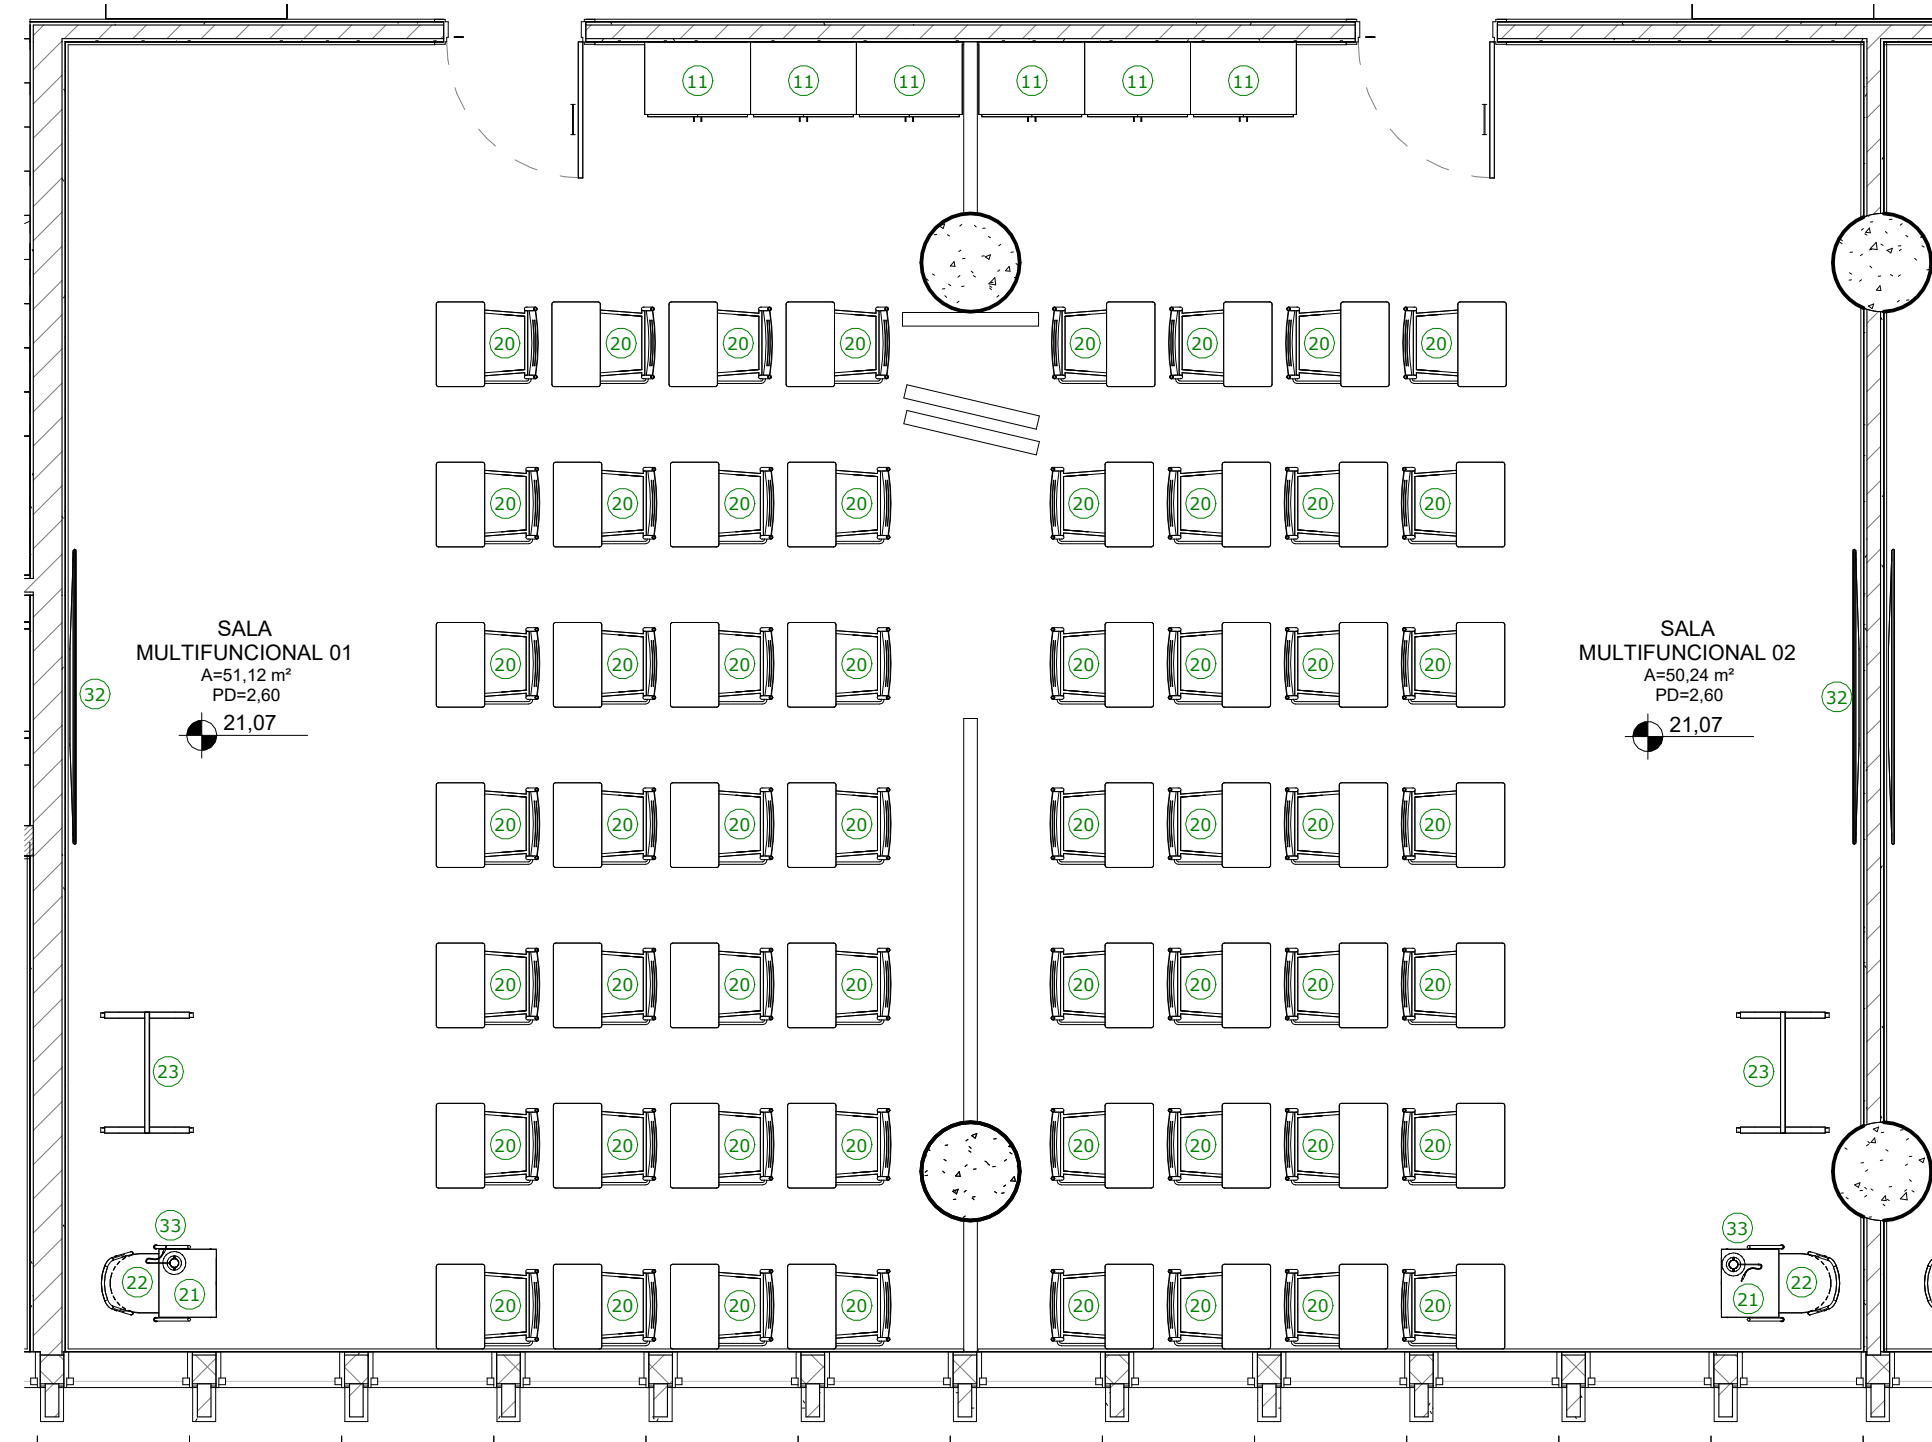 11 11 11 11 11 11
20 20 20 20 20 20 20 20
20 20 20 20 20 20 20 20
SALA
MULTIFUNCIONAL 01
A=51,12 m²
PD=2,60
21,07
32
20 20 20 20 20 20 20 20
SALA
MULTIFUNCIONAL 02
A=50,24 m²
PD=2,60
21,07
32
20 20 20 20 20 20 20 20
20 20 20 20 20 20 20 20
23 23
20 20 20 20 20 20 20 20
33 33
22 21 20 20 20 20 20 20 20 20 21 22